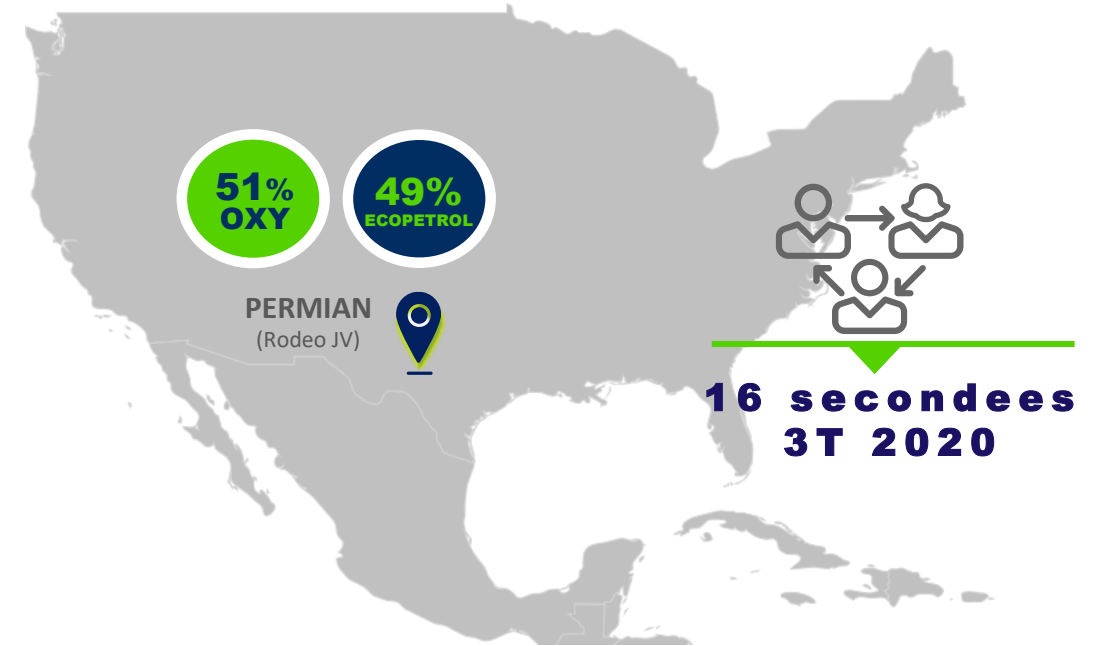 51%
OXY
49%
ECOPETROL
PERMIAN
(Rodeo JV)
16 secondees
3T 2020